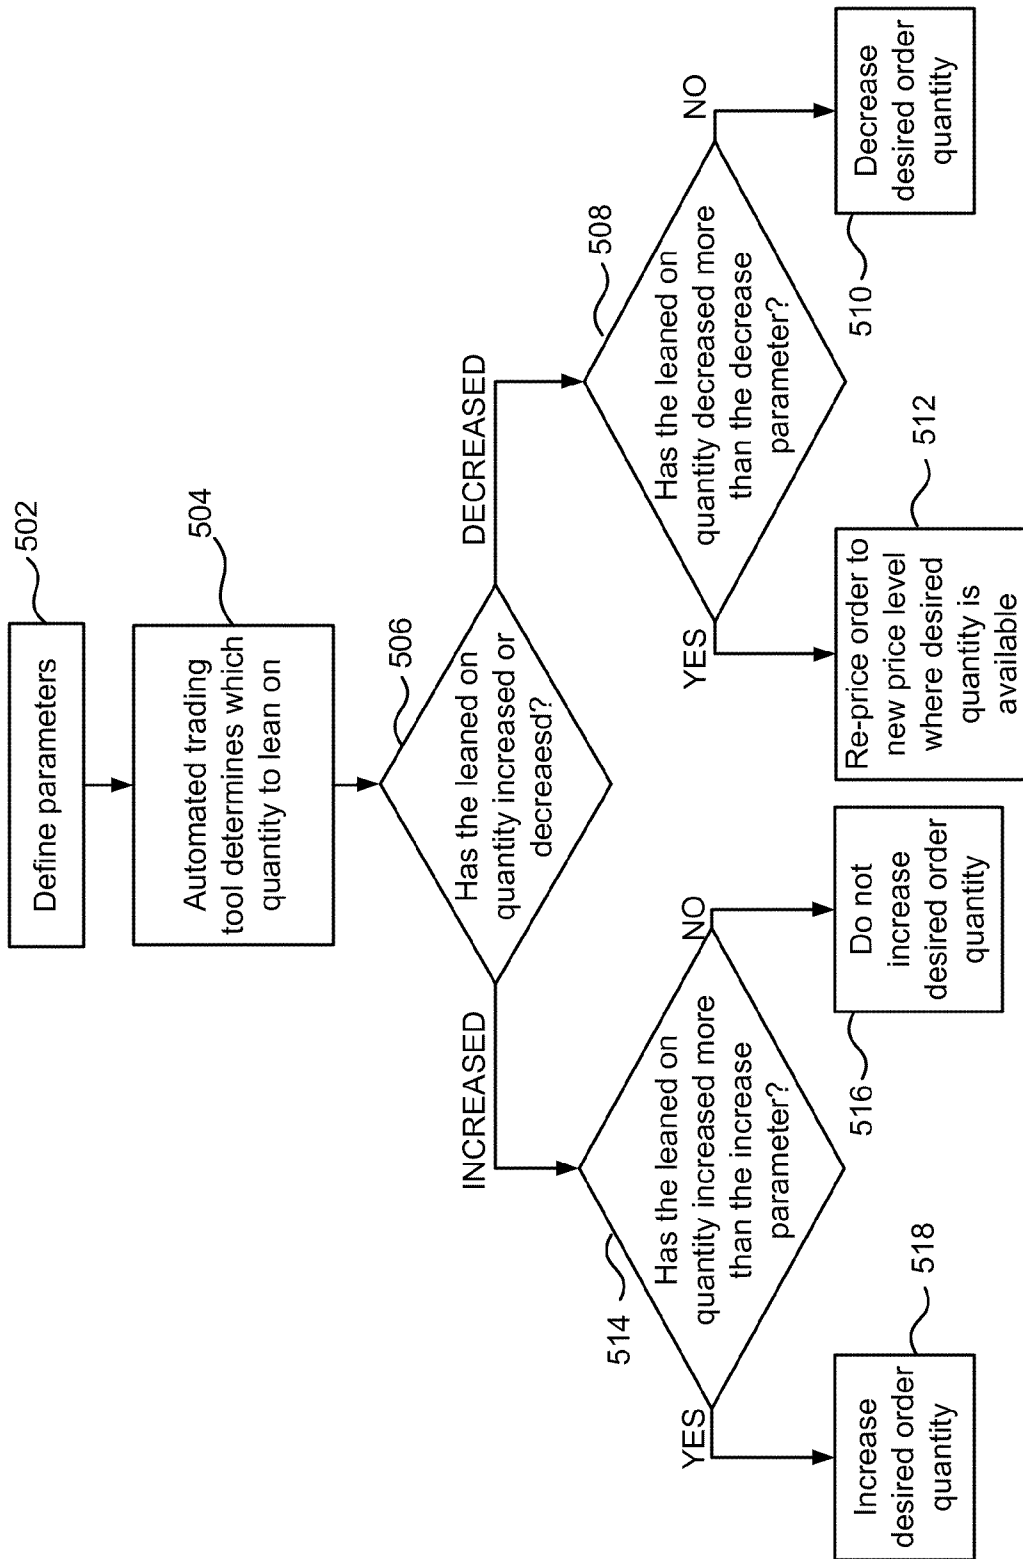 Define parameters
502
Automated trading
tool determines which
quantity to lean on
504
Has the leaned on
quantity increased or
decreaesd?
506
INCREASED
DECREASED
Has the leaned on
quantity increased more
than the increase
parameter?
514
YES
NO
Increase
desired order
quantity
518
Do not
increase
desired order
quantity
516
Has the leaned on
quantity decreased more
than the decrease
parameter?
508
YES
NO
Re-price order to
new price level
where desired
quantity is
available
512
Decrease
desired order
quantity
510